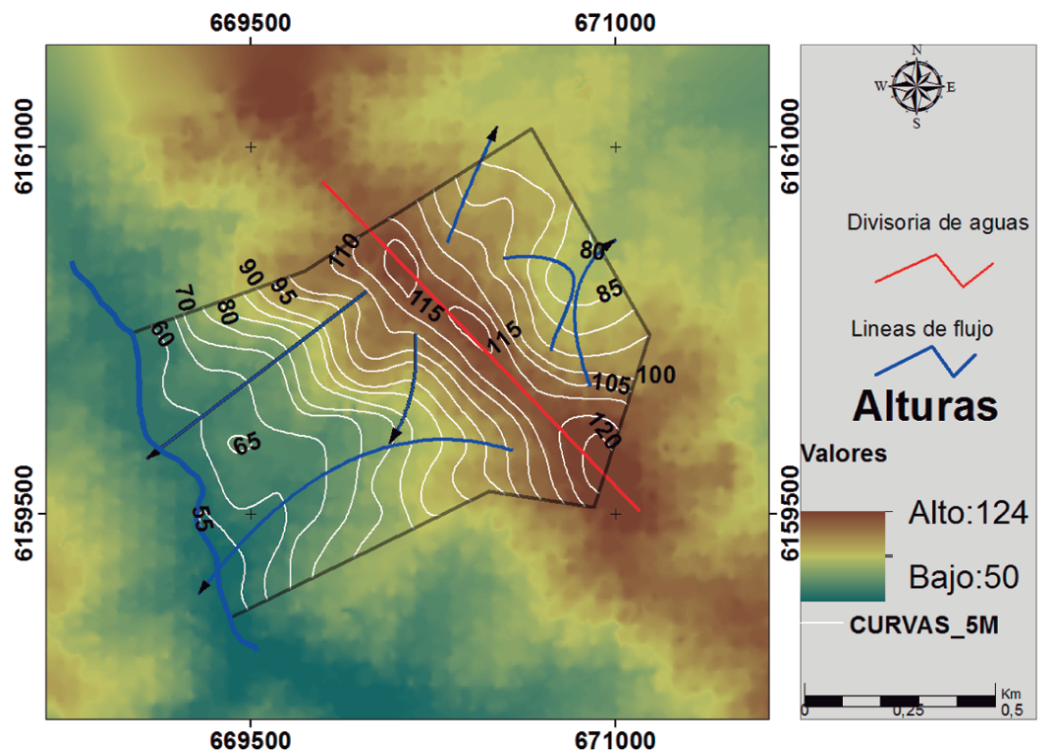 669500 671000
6161000
6161000
6159500
6159500
110
90
95
70
80
60
115
115
80
85
105
100
120
65
55
669500 671000
N
W E
S
Divisoria de aguas
Lineas de flujo
Alturas
Valores
Alto:124
Bajo:50
CURVAS_5M
Km
0 0,25 0,5